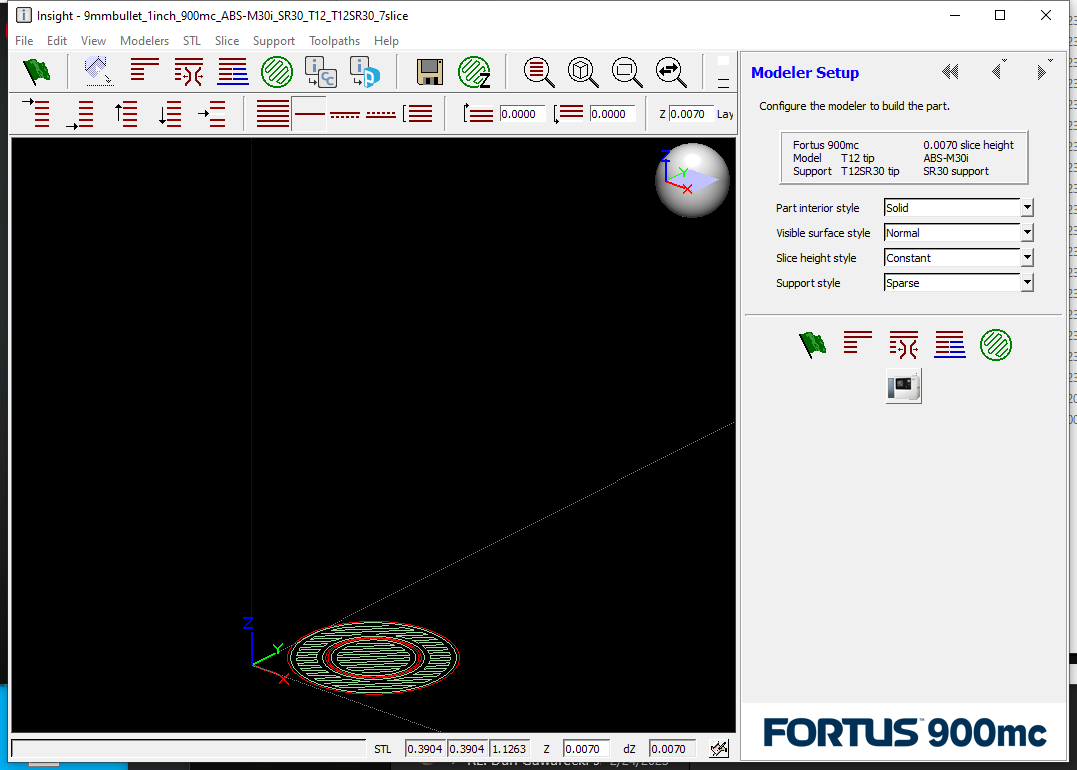 Insight - 9mmbullet_1inch_900mc_ABS-M30i_SR30_T12_T12SR30_7slice
File Edit View Modelers STL Slice Support Toolpaths Help
0.0000 0.0000 Z 0.0070 Lay
Modeler Setup
Configure the modeler to build the part.
Fortus 900mc 0.0070 slice height
Model T12 tip ABS-M30i
Support T12SR30 tip SR30 support
Part interior style Solid
Visible surface style Normal
Slice height style Constant
Support style Sparse
Z
Y
X
Z
Y
X
FORTUS™ 900mc
STL 0.3904 0.3904 1.1263 Z 0.0070 dZ 0.0070